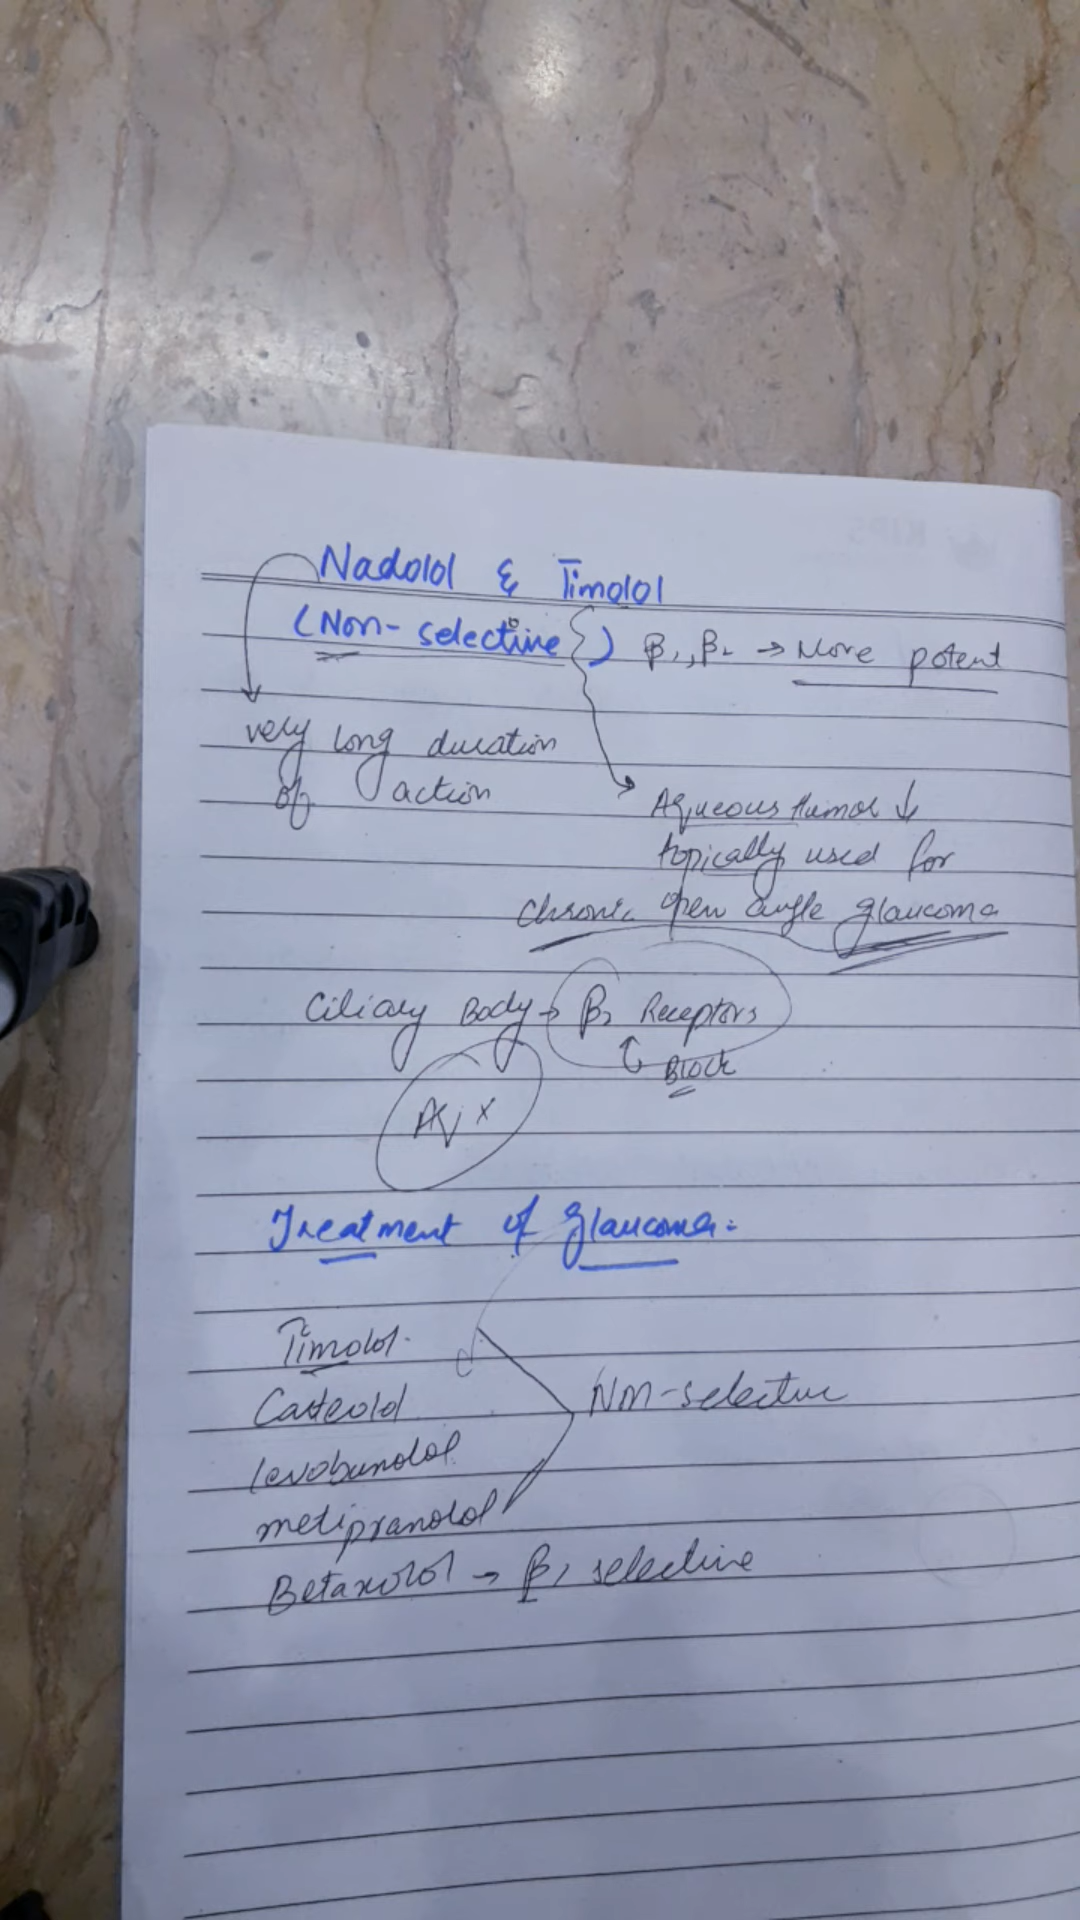 Nadolol & Timolol
(Non-selective) β1, β2 → More potent
very long duration
of action
Aqueous Humor ↓
topically used for
chronic open angle glaucoma
Ciliary Body → β2 Receptors
Block
Aq x
Treatment of Glaucoma:
Timolol.
Carteold
levobunolol
metipranolol
Non-selective
Betaxolol → β1 selective